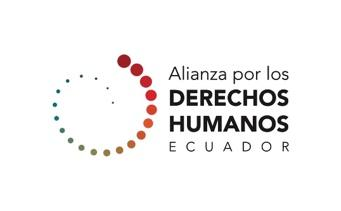 Alianza por los
DERECHOS
HUMANOS
ECUADOR